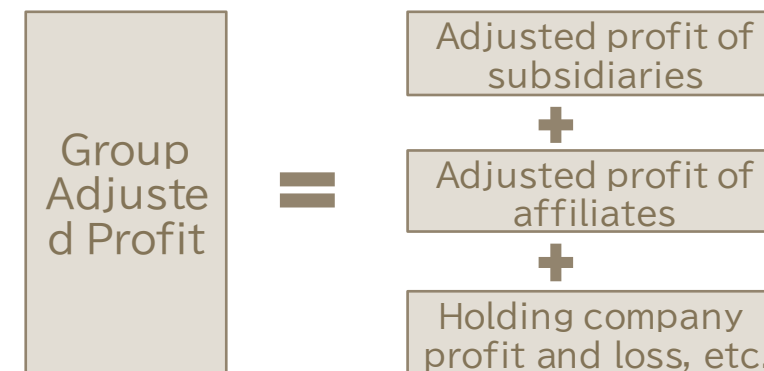 Group
Adjuste
d Profit
=
Adjusted profit of
subsidiaries
+
Adjusted profit of
affiliates
+
Holding company
profit and loss, etc.